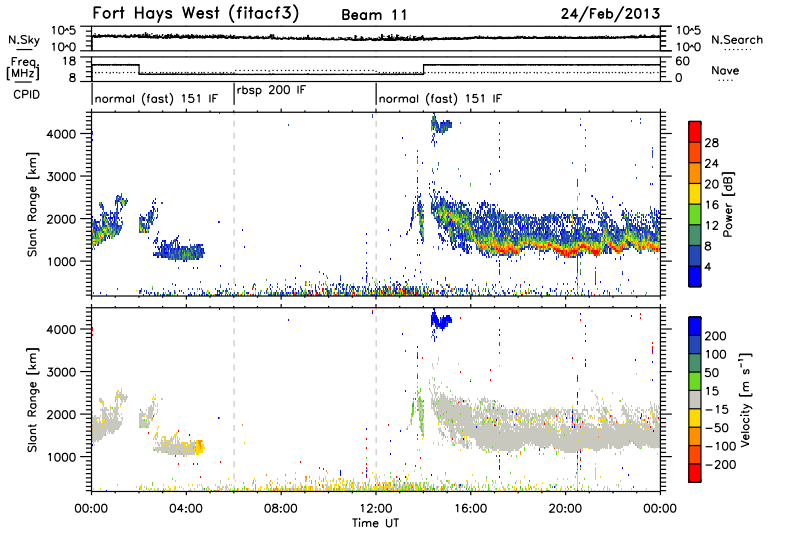 Fort Hays West (fitacf3) Beam 11 24/Feb/2013
N.Sky 10^5 10^0 10^5 10^0 N.Search
Freq. [MHz] 18 8 60 0 Nave
CPID normal (fast) 151 IF rbsp 200 IF normal (fast) 151 IF
Slant Range [km]
4000
3000
2000
1000
Power [dB]
28
24
20
16
12
8
4
Slant Range [km]
4000
3000
2000
1000
Velocity [m s⁻¹]
200
100
50
15
−15
−50
−100
−200
00:00 04:00 08:00 12:00 16:00 20:00 00:00
Time UT